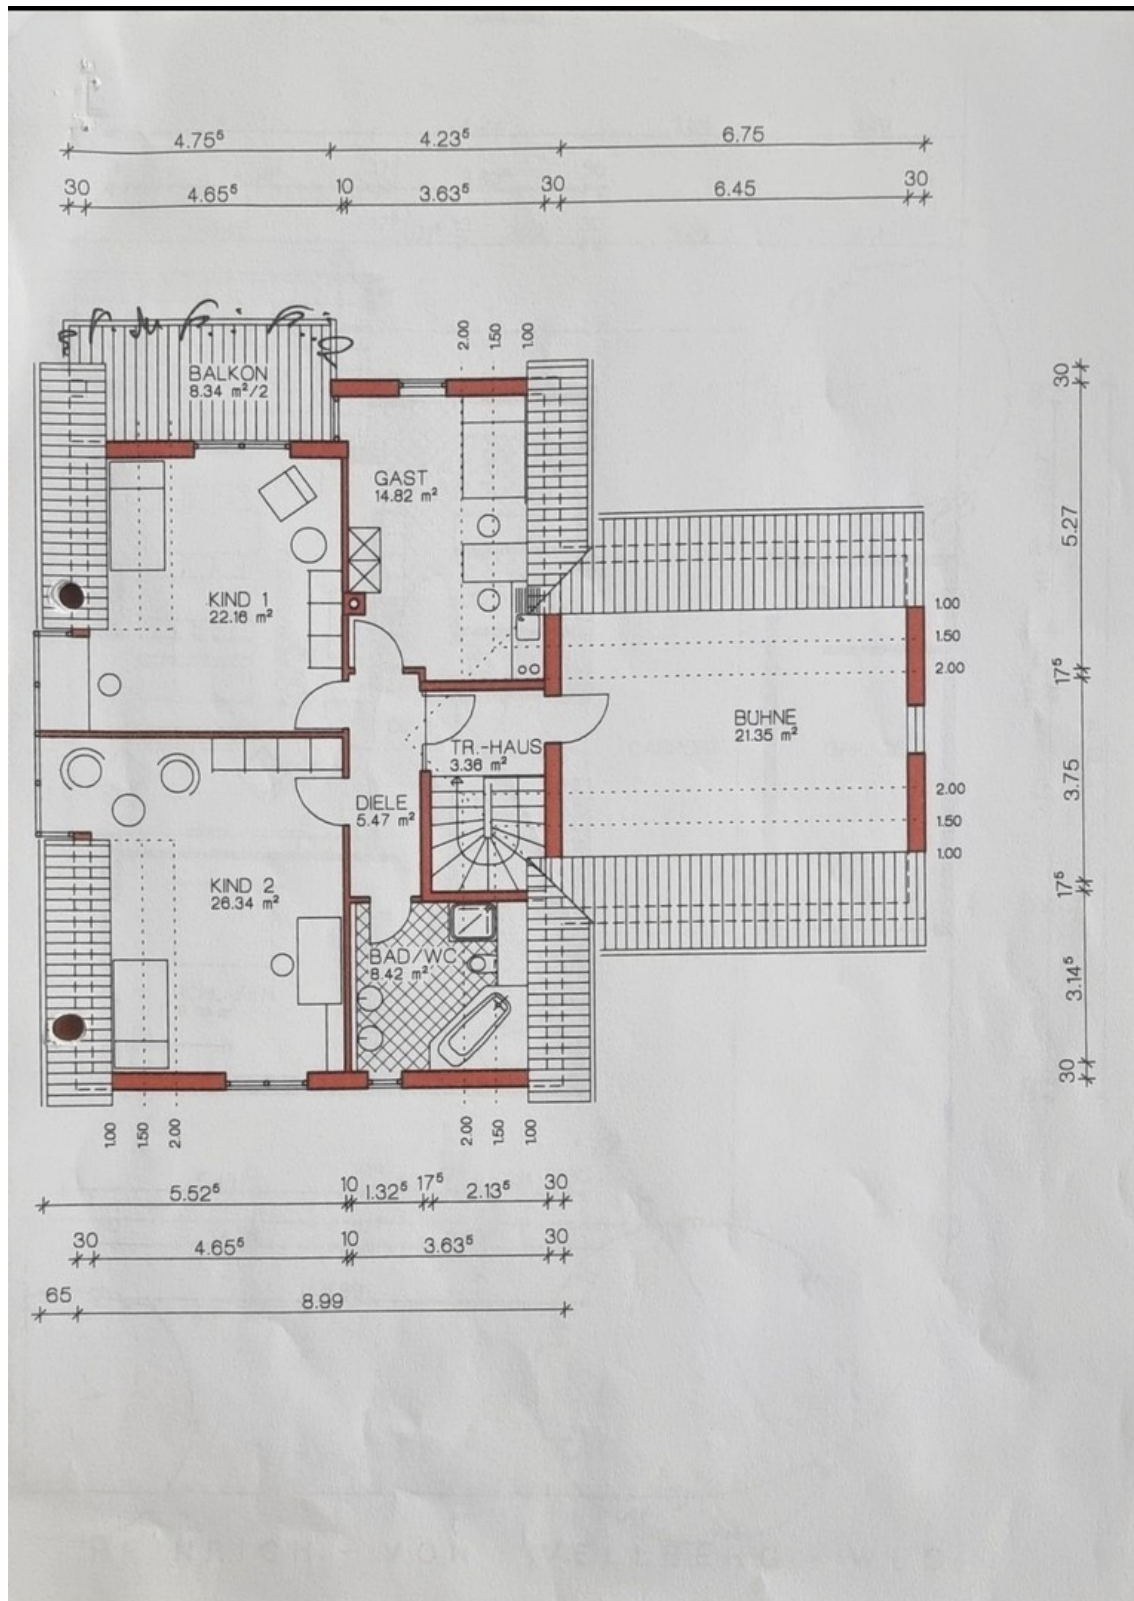 4.75⁵ 4.23⁵ 6.75
30 4.65⁵ 10 3.63⁵ 30 6.45 30
2.00 1.50 1.00
30
BALKON
8.34 m²/2
GAST
14.82 m²
5.27
KIND 1
22.16 m²
1.00
1.50
2.00
17⁵
BÜHNE
21.35 m²
TR.-HAUS
3.36 m²
3.75
2.00
DIELE
5.47 m²
1.50
1.00
17⁵
KIND 2
26.34 m²
BAD/WC
8.42 m²
3.14⁵
30
1.00 1.50 2.00 2.00 1.50 1.00
5.52⁵ 10 1.32⁵ 17⁵ 2.13⁵ 30
30 4.65⁵ 10 3.63⁵ 30
65 8.99